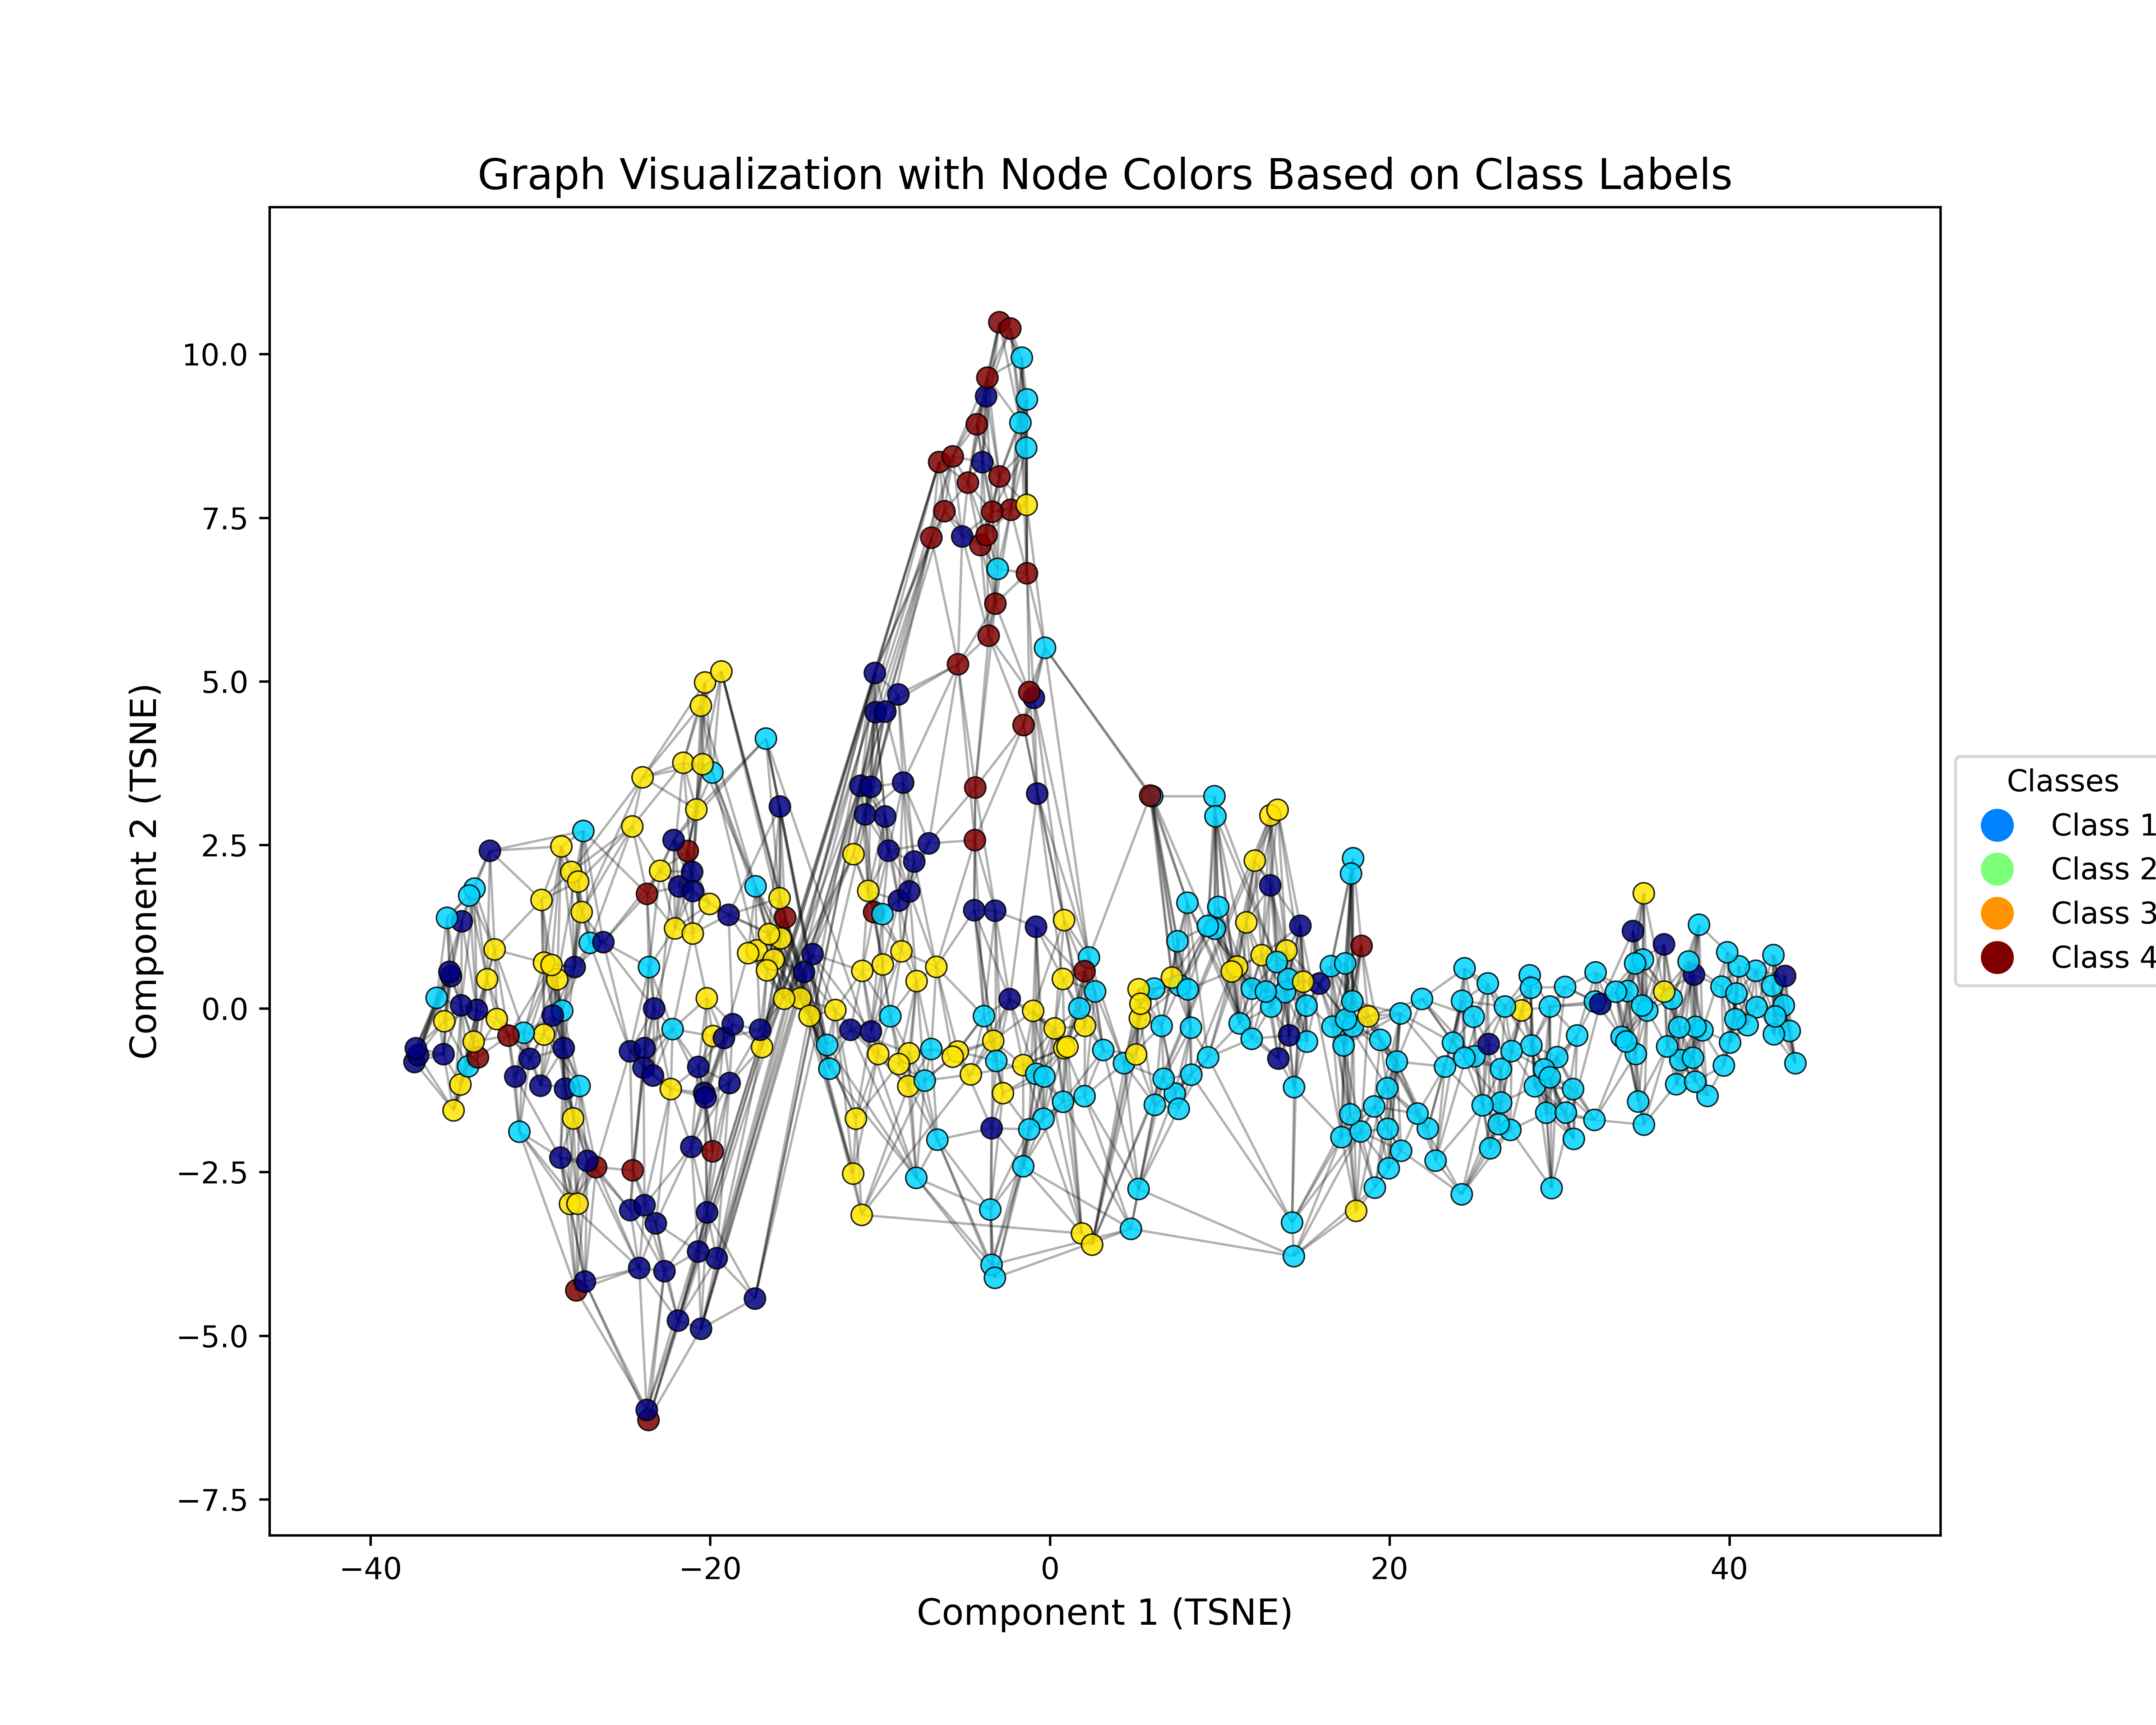 Graph Visualization with Node Colors Based on Class Labels
10.0
7.5
5.0
2.5
0.0
−2.5
−5.0
−7.5
Component 2 (TSNE)
−40
−20
0
20
40
Component 1 (TSNE)
Classes
Class 1
Class 2
Class 3
Class 4